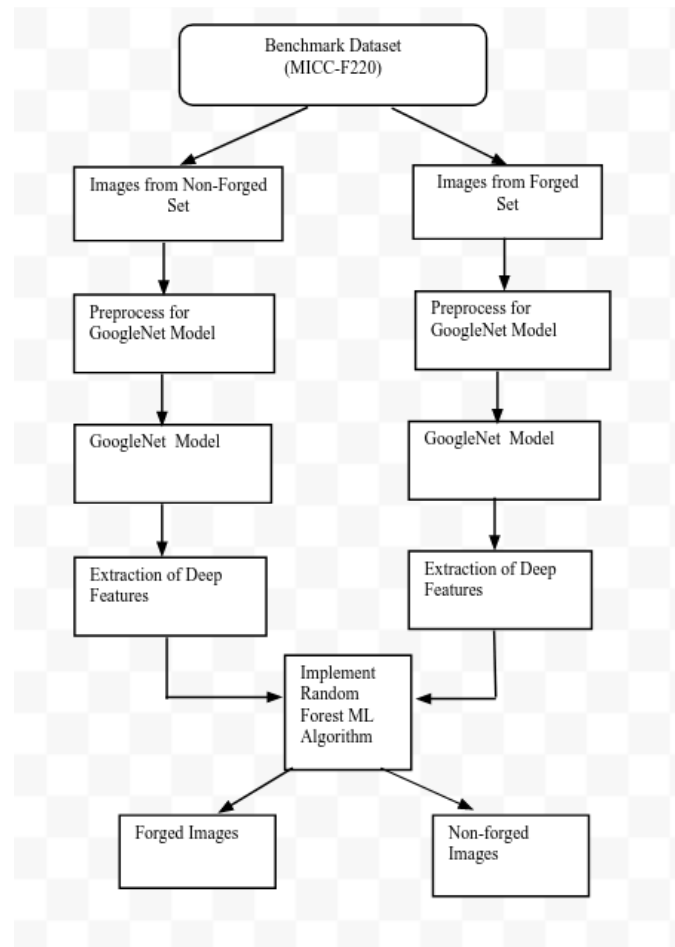 Benchmark Dataset
(MICC-F220)
Images from Non-Forged
Set
Images from Forged
Set
Preprocess for
GoogleNet Model
Preprocess for
GoogleNet Model
GoogleNet  Model
GoogleNet  Model
Extraction of Deep
Features
Extraction of Deep
Features
Implement
Random
Forest ML
Algorithm
Forged Images
Non-forged
Images